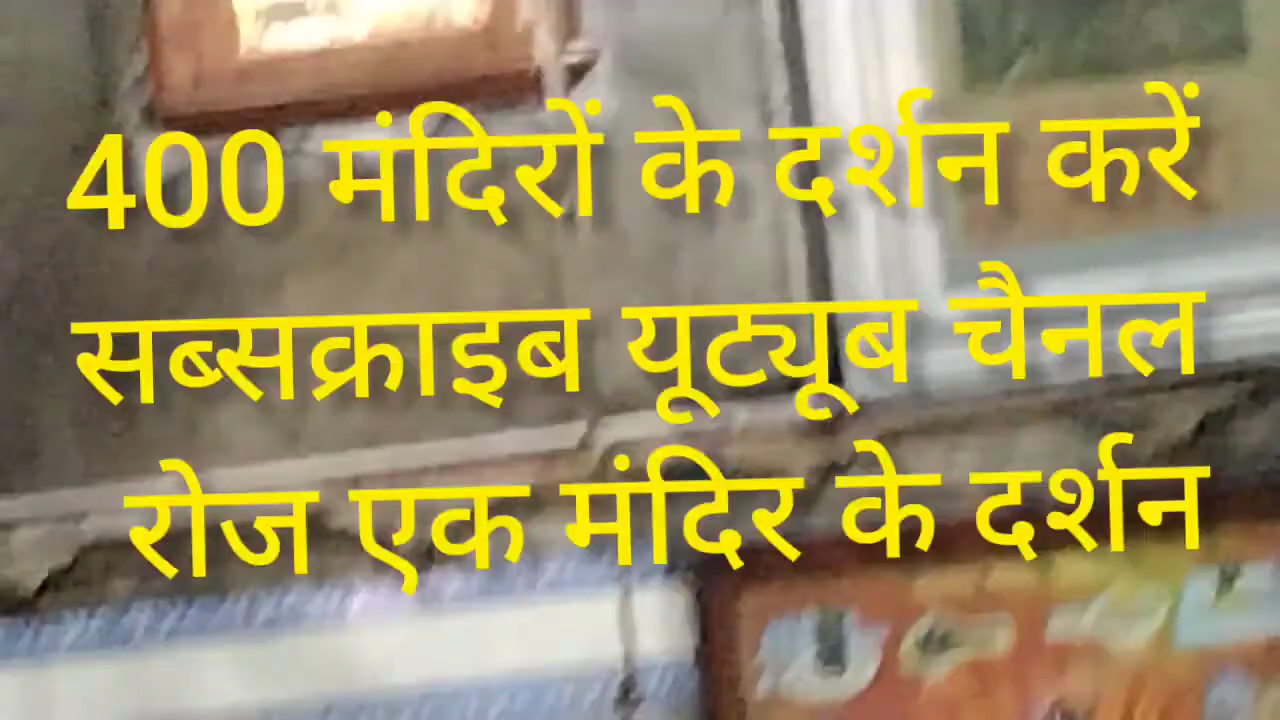 400 मंदिरों के दर्शन करें
सब्सक्राइब यूट्यूब चैनल
रोज एक मंदिर के दर्शन